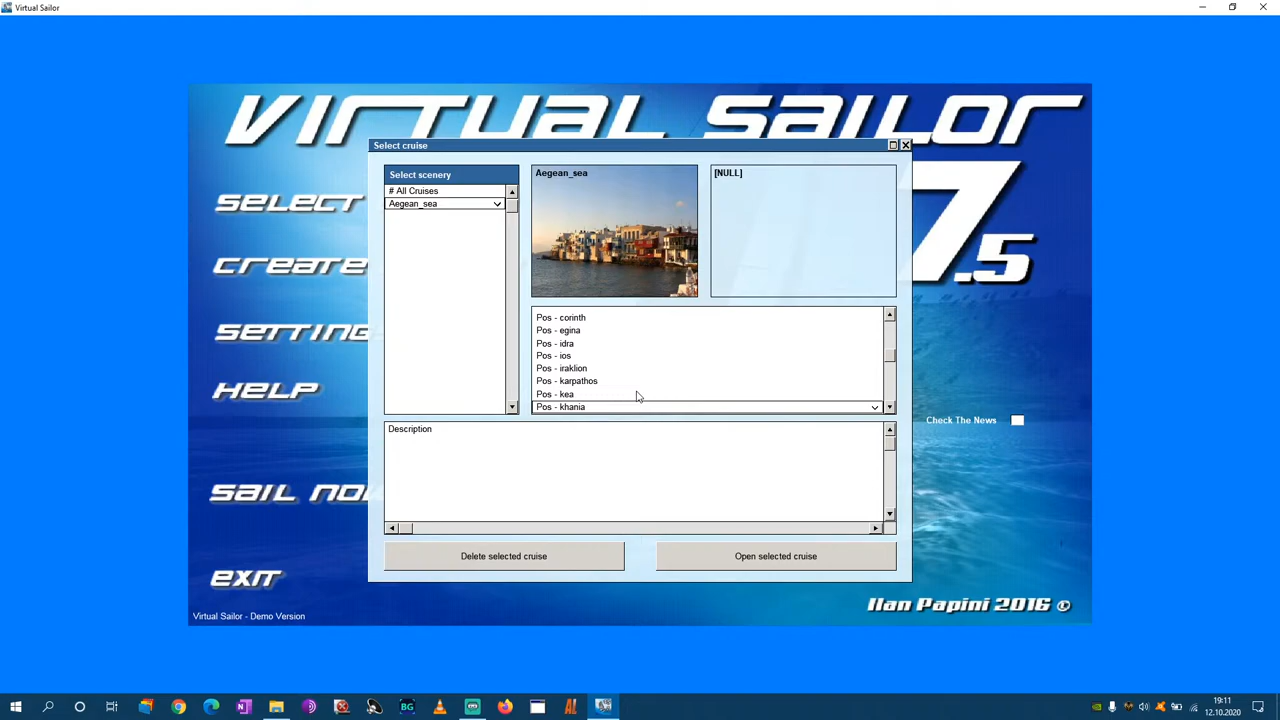 Virtual Sailor
VIRTUAL SAILOR
7.5
Select cruise
SELECT
CREATE
SETTING
HELP
SAIL NO
EXIT
Select scenery
# All Cruises
Aegean_sea
Aegean_sea
[NULL]
Pos - corinth
Pos - egina
Pos - idra
Pos - ios
Pos - iraklion
Pos - karpathos
Pos - kea
Pos - khania
Description
Delete selected cruise
Open selected cruise
Check The News
Ilan Papini 2016 ©
Virtual Sailor - Demo Version
BG
19:11
12.10.2020